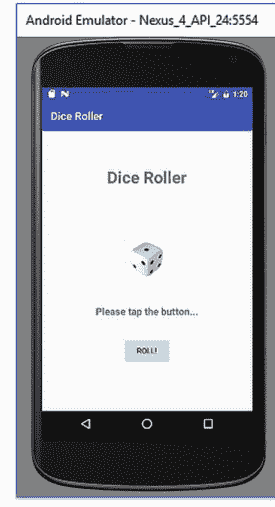 Android Emulator - Nexus_4_API_24:5554
1:20
Dice Roller
Dice Roller
Please tap the button...
ROLL!